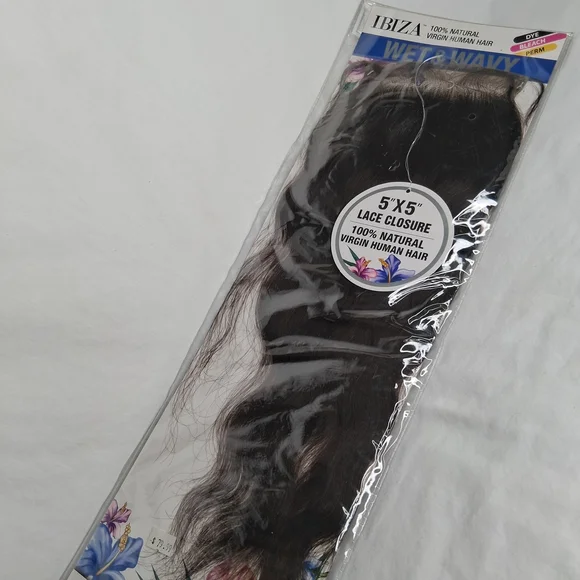 IBIZA™ 100% NATURAL
VIRGIN HUMAN HAIR
DYE
BLEACH
PERM
WET & WAVY
5"X5"
LACE CLOSURE
100% NATURAL
VIRGIN HUMAN HAIR